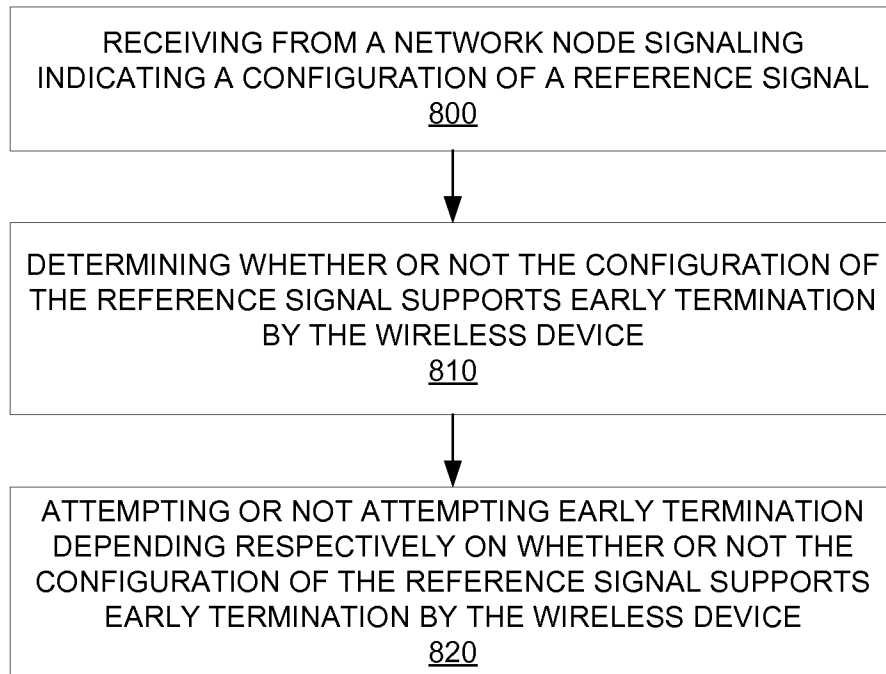 RECEIVING FROM A NETWORK NODE SIGNALING
INDICATING A CONFIGURATION OF A REFERENCE SIGNAL
800
DETERMINING WHETHER OR NOT THE CONFIGURATION OF
THE REFERENCE SIGNAL SUPPORTS EARLY TERMINATION
BY THE WIRELESS DEVICE
810
ATTEMPTING OR NOT ATTEMPTING EARLY TERMINATION
DEPENDING RESPECTIVELY ON WHETHER OR NOT THE
CONFIGURATION OF THE REFERENCE SIGNAL SUPPORTS
EARLY TERMINATION BY THE WIRELESS DEVICE
820